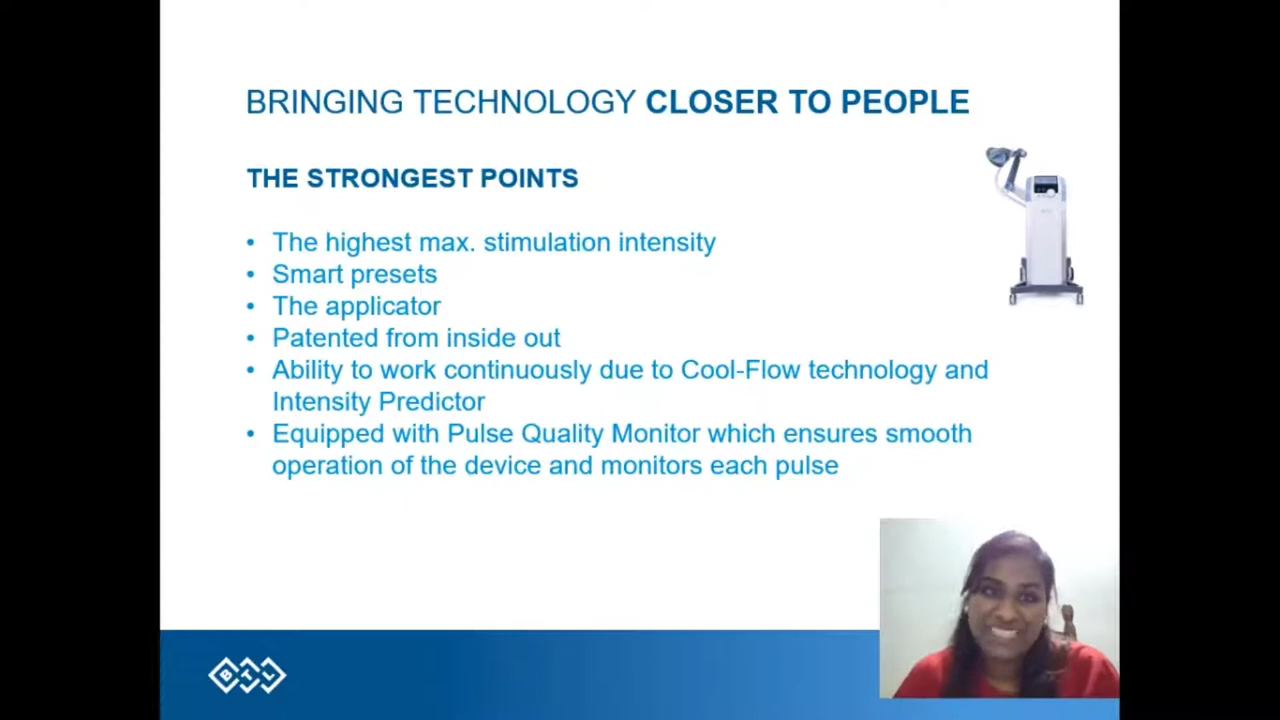 BRINGING TECHNOLOGY CLOSER TO PEOPLE
THE STRONGEST POINTS
• The highest max. stimulation intensity
• Smart presets
• The applicator
• Patented from inside out
• Ability to work continuously due to Cool-Flow technology and
Intensity Predictor
• Equipped with Pulse Quality Monitor which ensures smooth
operation of the device and monitors each pulse
BTL